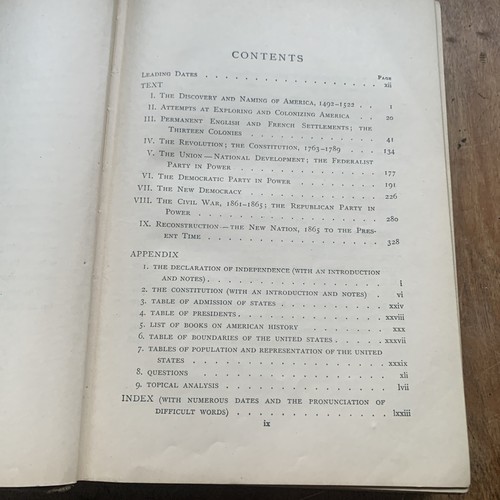 CONTENTS
Page
LEADING DATES . . . . . . . . . . . . . . . . . . xii
TEXT
I. THE DISCOVERY AND NAMING OF AMERICA, 1492–1522 . . 1
II. ATTEMPTS AT EXPLORING AND COLONIZING AMERICA . . 20
III. PERMANENT ENGLISH AND FRENCH SETTLEMENTS; THE
THIRTEEN COLONIES . . . . . . . . . . . . 41
IV. THE REVOLUTION; THE CONSTITUTION, 1763–1789 . . . 134
V. THE UNION — NATIONAL DEVELOPMENT; THE FEDERALIST
PARTY IN POWER . . . . . . . . . . . . . 177
VI. THE DEMOCRATIC PARTY IN POWER . . . . . . . 191
VII. THE NEW DEMOCRACY . . . . . . . . . . . 226
VIII. THE CIVIL WAR, 1861–1865; THE REPUBLICAN PARTY IN
POWER . . . . . . . . . . . . . . . . 280
IX. RECONSTRUCTION — THE NEW NATION, 1865 TO THE PRES-
ENT TIME . . . . . . . . . . . . . . . 328
APPENDIX
1. THE DECLARATION OF INDEPENDENCE (WITH AN INTRODUCTION
AND NOTES) . . . . . . . . . . . . . . . i
2. THE CONSTITUTION (WITH AN INTRODUCTION AND NOTES) . vi
3. TABLE OF ADMISSION OF STATES . . . . . . . . . xxiv
4. TABLE OF PRESIDENTS . . . . . . . . . . . . . xxviii
5. LIST OF BOOKS ON AMERICAN HISTORY . . . . . . . xxx
6. TABLE OF BOUNDARIES OF THE UNITED STATES . . . . . xxxvii
7. TABLES OF POPULATION AND REPRESENTATION OF THE UNITED
STATES . . . . . . . . . . . . . . . . . xxxix
8. QUESTIONS . . . . . . . . . . . . . . . . xli
9. TOPICAL ANALYSIS . . . . . . . . . . . . . . lvii
INDEX (WITH NUMEROUS DATES AND THE PRONUNCIATION OF
DIFFICULT WORDS) . . . . . . . . . . . . . lxxiii
ix